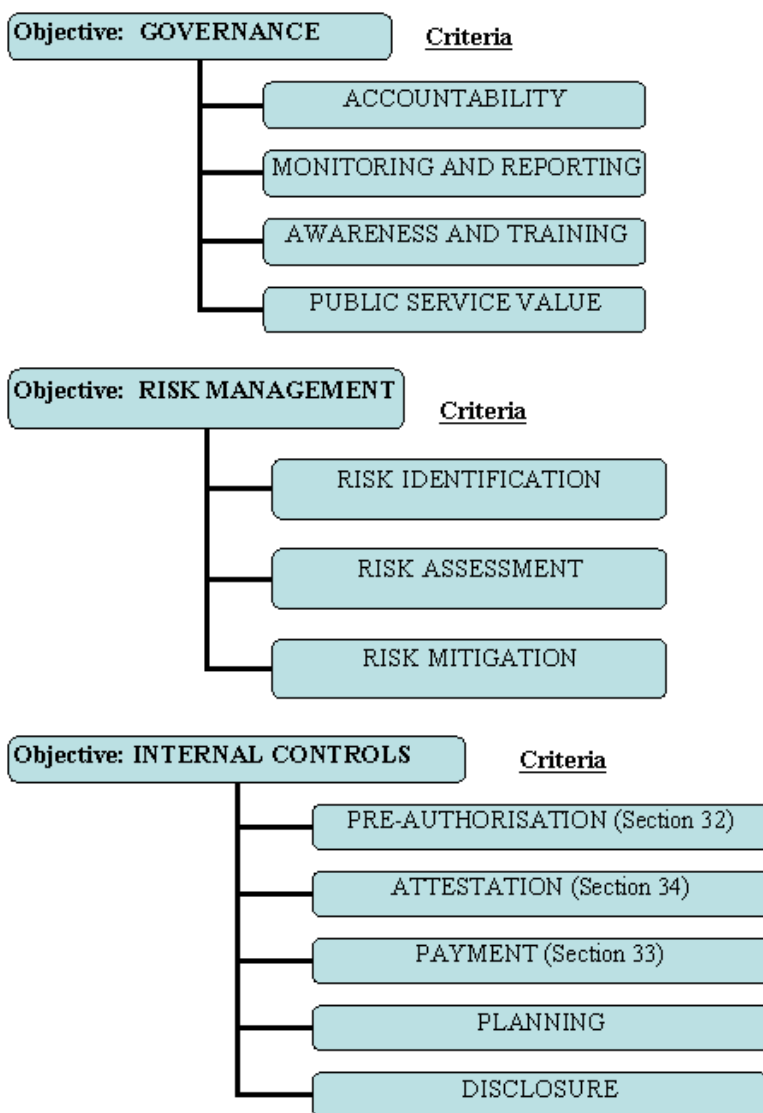 Objective: GOVERNANCE
Criteria
ACCOUNTABILITY
MONITORING AND REPORTING
AWARENESS AND TRAINING
PUBLIC SERVICE VALUE
Objective: RISK MANAGEMENT
Criteria
RISK IDENTIFICATION
RISK ASSESSMENT
RISK MITIGATION
Objective: INTERNAL CONTROLS
Criteria
PRE-AUTHORISATION (Section 32)
ATTESTATION (Section 34)
PAYMENT (Section 33)
PLANNING
DISCLOSURE